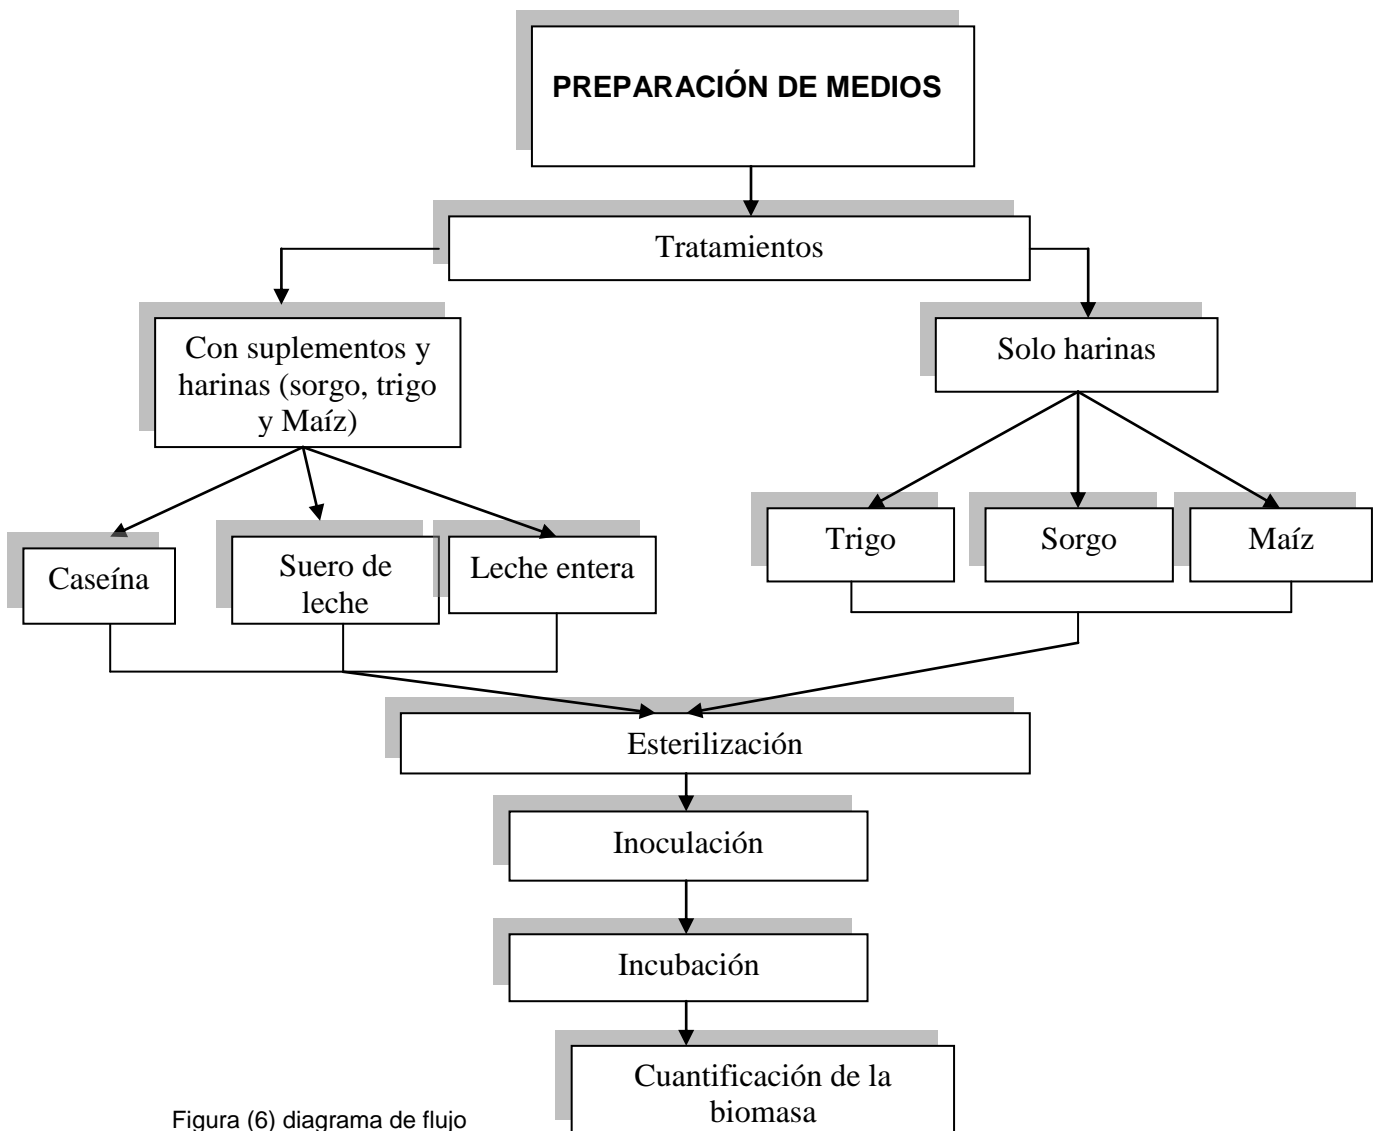 PREPARACIÓN DE MEDIOS
Tratamientos
Con suplementos y
harinas (sorgo, trigo
y Maíz)
Solo harinas
Caseína
Suero de
leche
Leche entera
Trigo
Sorgo
Maíz
Esterilización
Inoculación
Incubación
Cuantificación de la
biomasa
Figura (6) diagrama de flujo